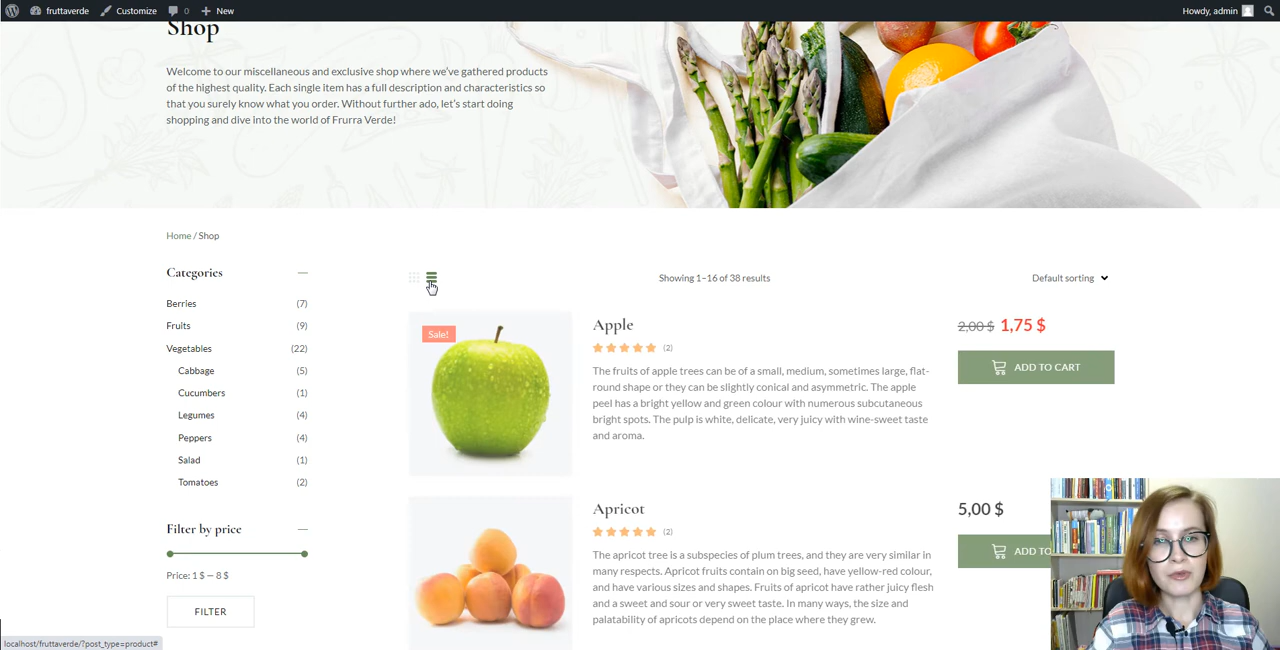 fruttaverde Customize 0 New Howdy, admin
Shop
Welcome to our miscellaneous and exclusive shop where we've gathered products
of the highest quality. Each single item has a full description and characteristics so
that you surely know what you order. Without further ado, let's start doing
shopping and dive into the world of Frurra Verde!
Home / Shop
Categories
Berries (7)
Fruits (9)
Vegetables (22)
Cabbage (5)
Cucumbers (1)
Legumes (4)
Peppers (4)
Salad (1)
Tomatoes (2)
Filter by price
Price: 1 $ — 8 $
FILTER
Showing 1–16 of 38 results
Default sorting
Sale!
Apple
(2)
The fruits of apple trees can be of a small, medium, sometimes large, flat-
round shape or they can be slightly conical and asymmetric. The apple
peel has a bright yellow and green colour with numerous subcutaneous
bright spots. The pulp is white, delicate, very juicy with wine-sweet taste
and aroma.
2,00 $ 1,75 $
ADD TO CART
Apricot
(2)
The apricot tree is a subspecies of plum trees, and they are very similar in
many respects. Apricot fruits contain on big seed, have yellow-red colour,
and have various sizes and shapes. Fruits of apricot have rather juicy flesh
and a sweet and sour or very sweet taste. In many ways, the size and
palatability of apricots depend on the place where they grew.
5,00 $
ADD TO
localhost/fruttaverde/?post_type=product#